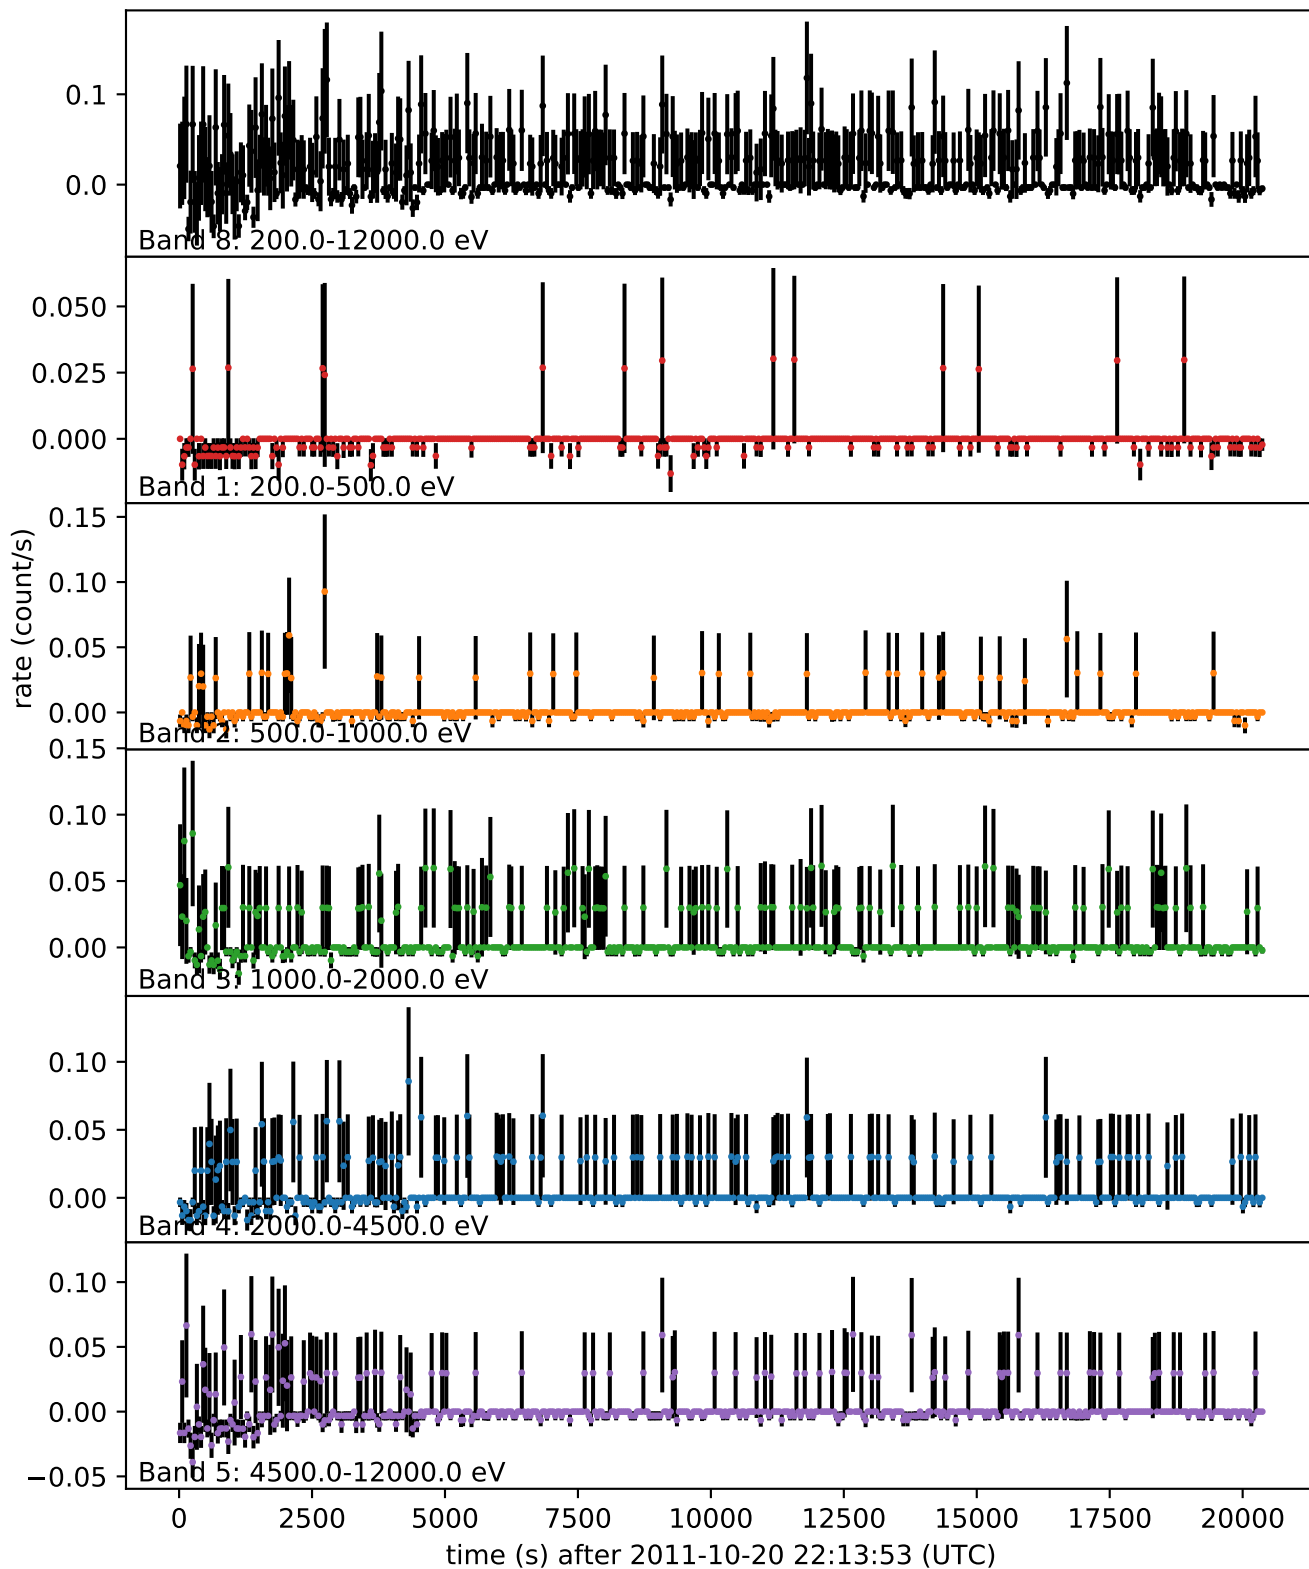 0.1
0.0
Band 8: 200.0-12000.0 eV
0.050
0.025
0.000
Band 1: 200.0-500.0 eV
0.15
0.10
0.05
0.00
Band 2: 500.0-1000.0 eV
rate (count/s)
0.15
0.10
0.05
0.00
Band 3: 1000.0-2000.0 eV
0.10
0.05
0.00
Band 4: 2000.0-4500.0 eV
0.10
0.05
0.00
−0.05
Band 5: 4500.0-12000.0 eV
0 2500 5000 7500 10000 12500 15000 17500 20000
time (s) after 2011-10-20 22:13:53 (UTC)